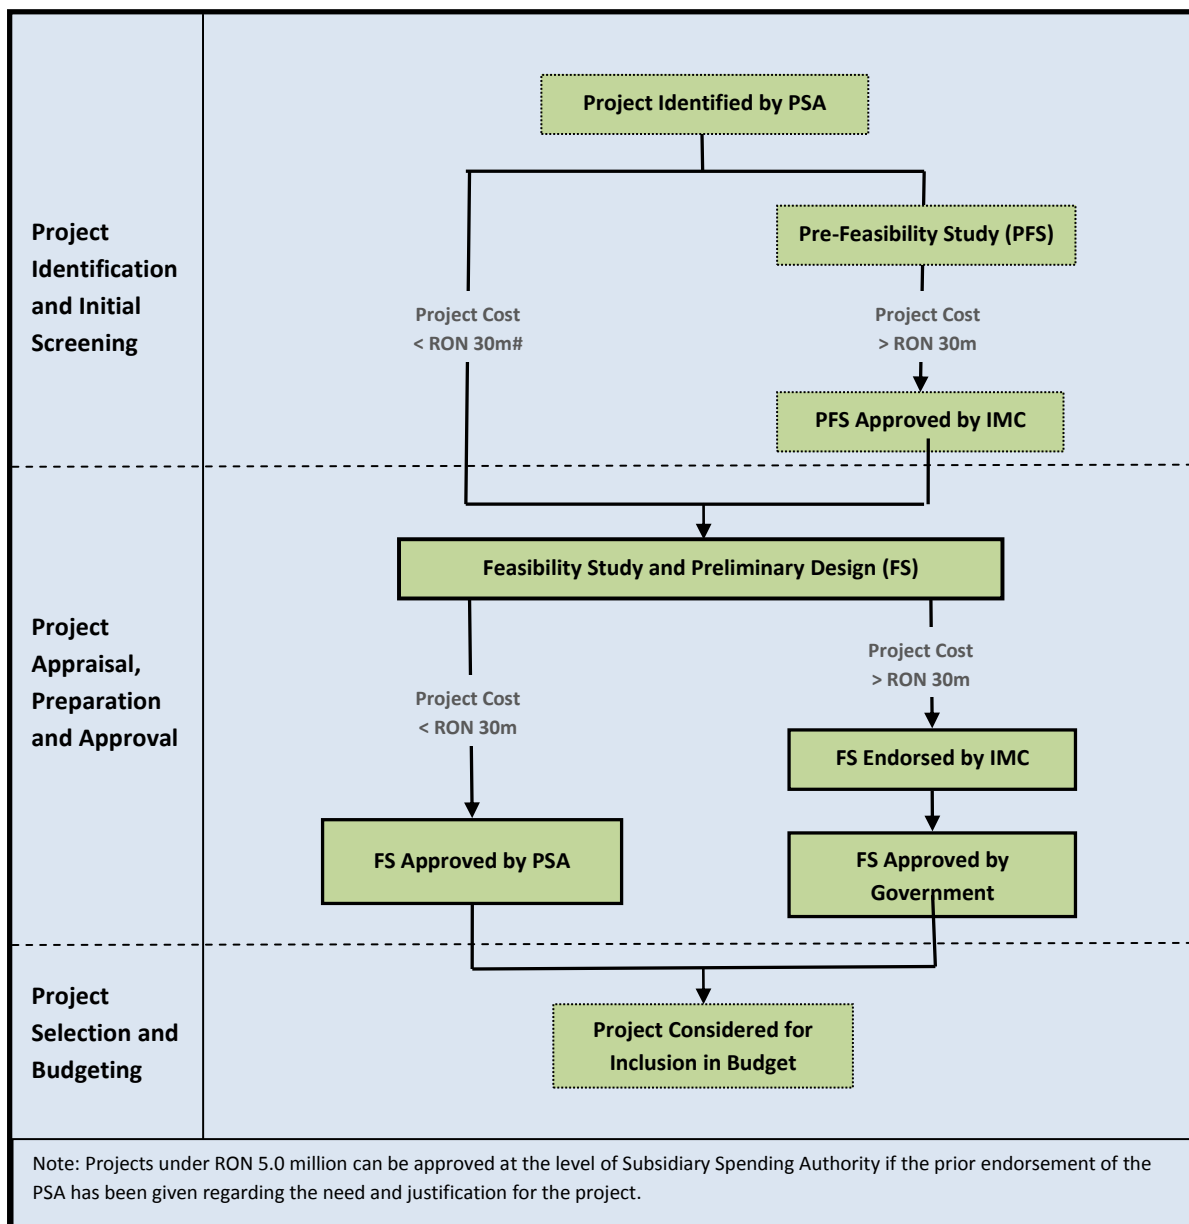 Project Identified by PSA
Project
Identification
and Initial
Screening
Pre-Feasibility Study (PFS)
Project Cost
< RON 30m#
Project Cost
> RON 30m
PFS Approved by IMC
Project
Appraisal,
Preparation
and Approval
Feasibility Study and Preliminary Design (FS)
Project Cost
< RON 30m
Project Cost
> RON 30m
FS Endorsed by IMC
FS Approved by PSA
FS Approved by
Government
Project
Selection and
Budgeting
Project Considered for
Inclusion in Budget
Note: Projects under RON 5.0 million can be approved at the level of Subsidiary Spending Authority if the prior endorsement of the
PSA has been given regarding the need and justification for the project.